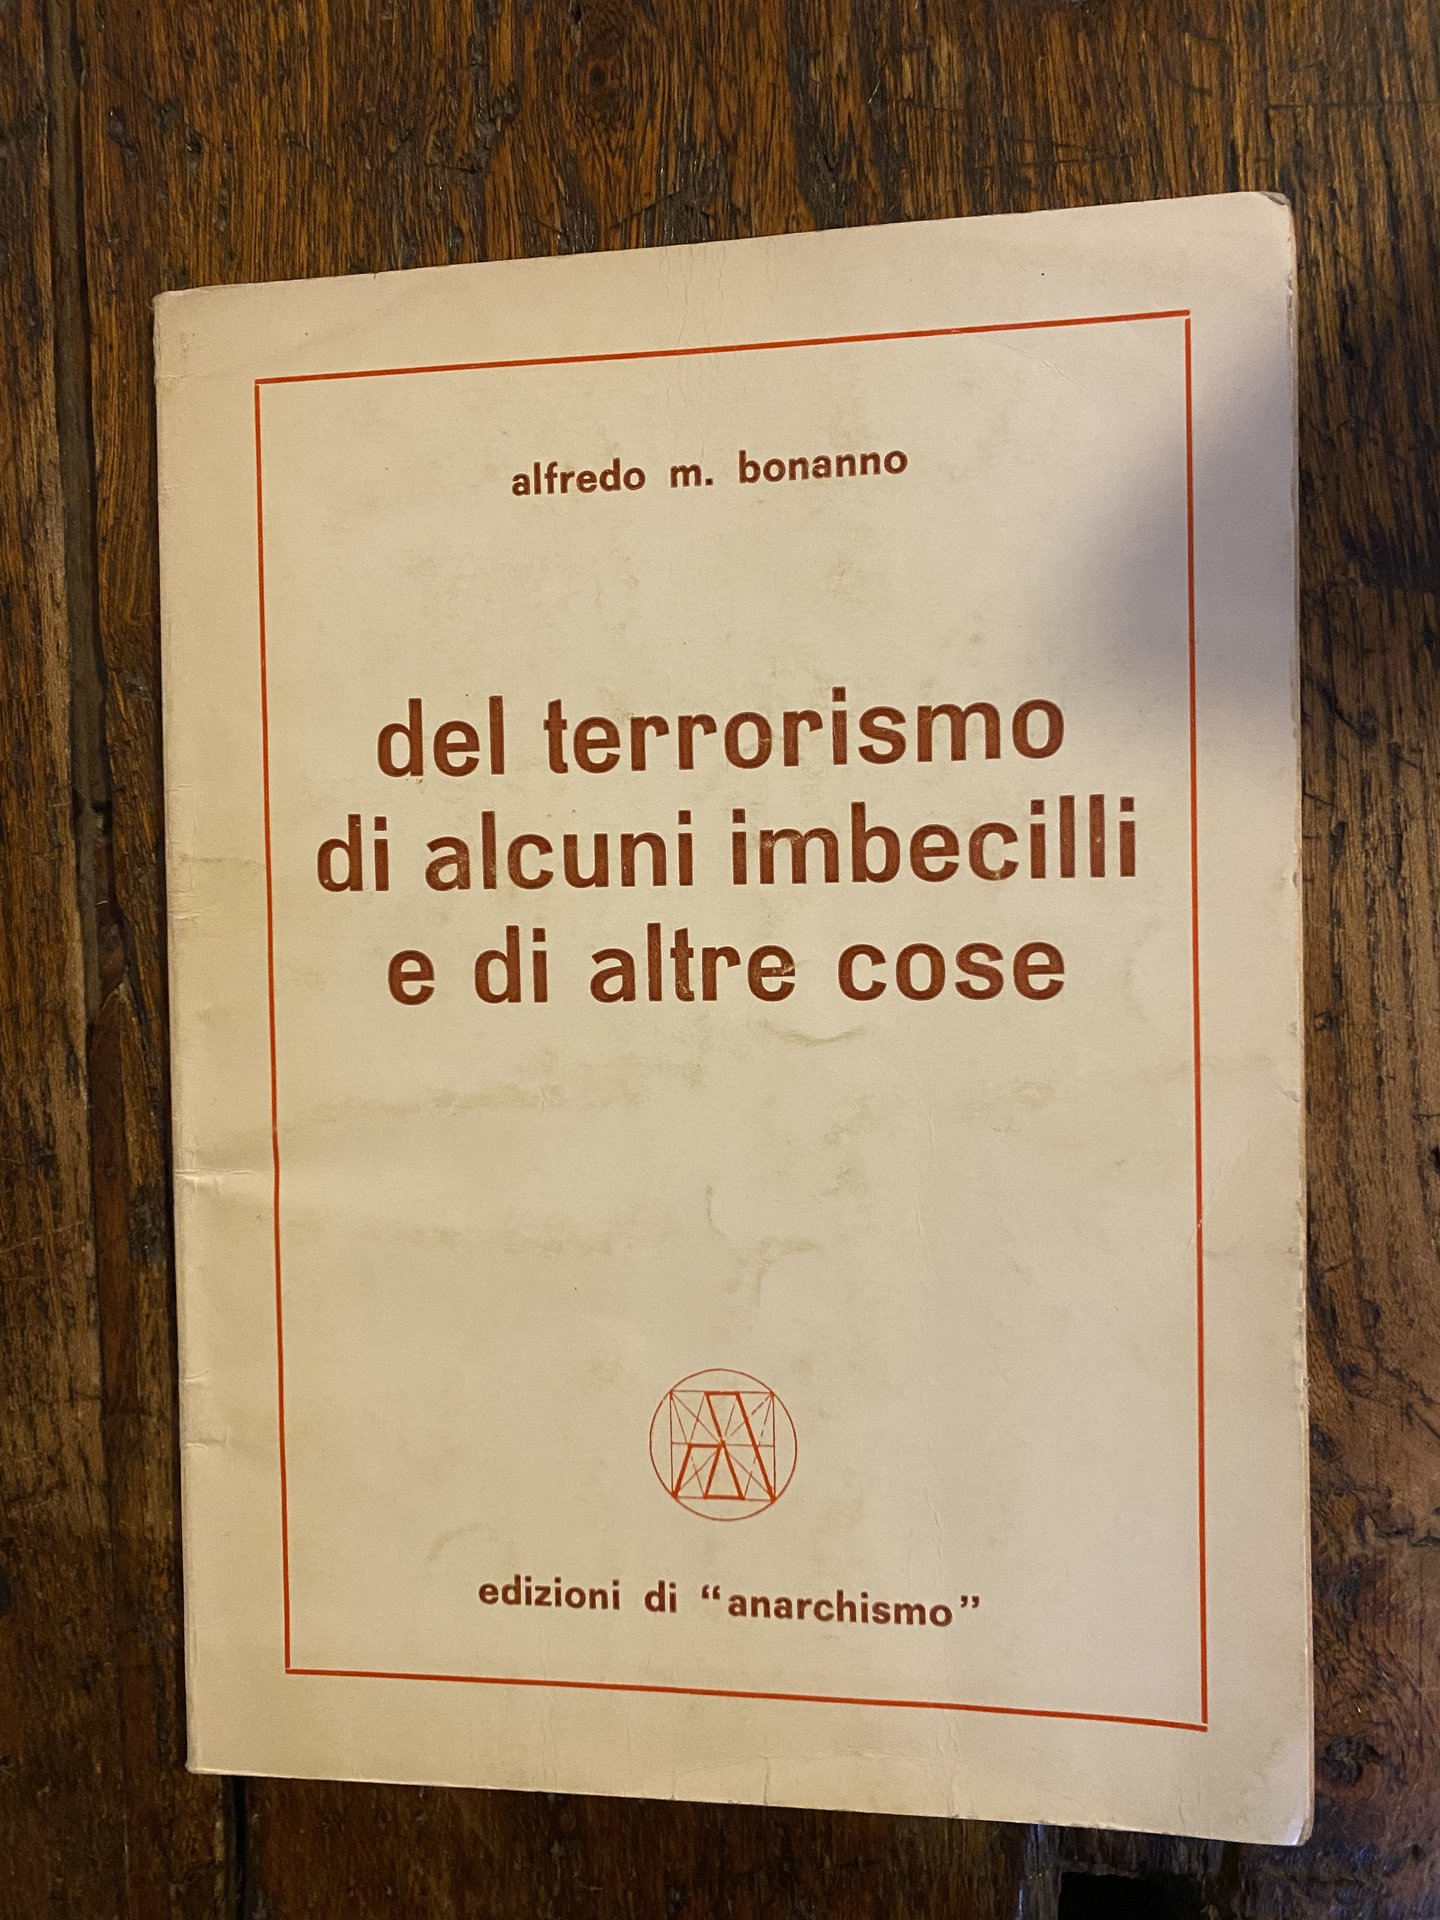 alfredo m. bonanno
del terrorismo
di alcuni imbecilli
e di altre cose
edizioni di “anarchismo”